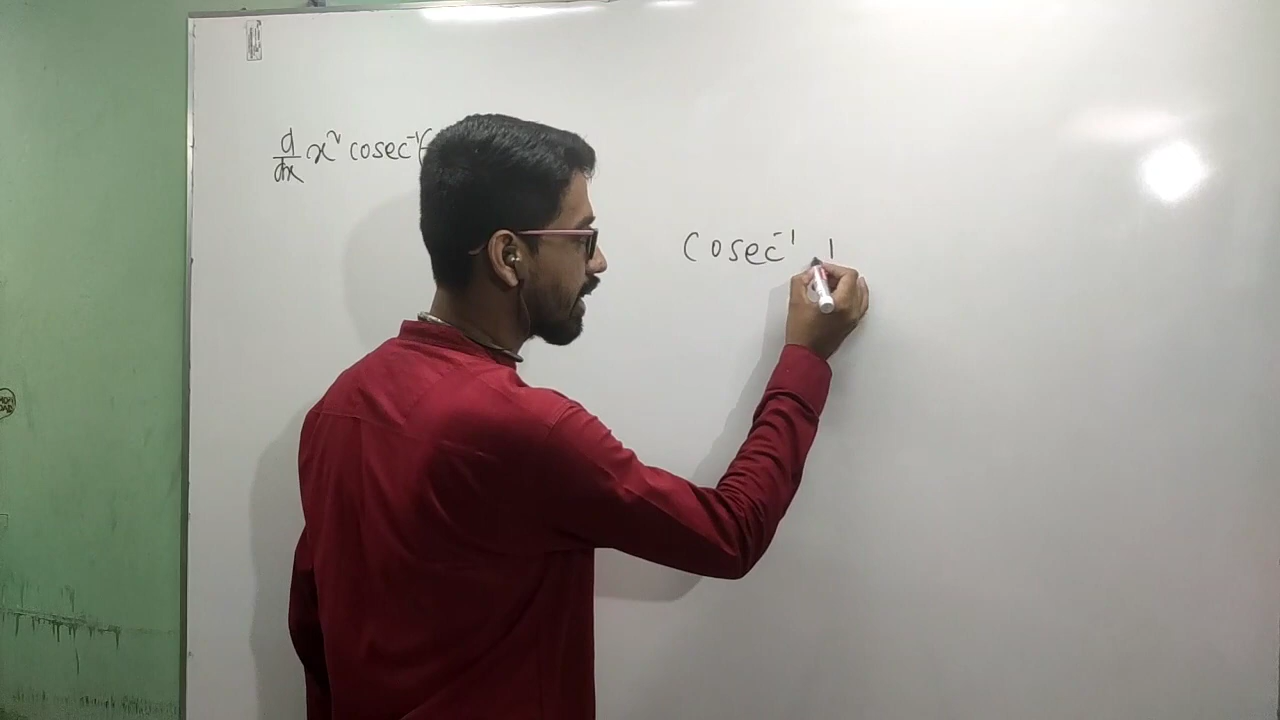 d/dx x² cosec⁻¹(
cosec⁻¹ 1